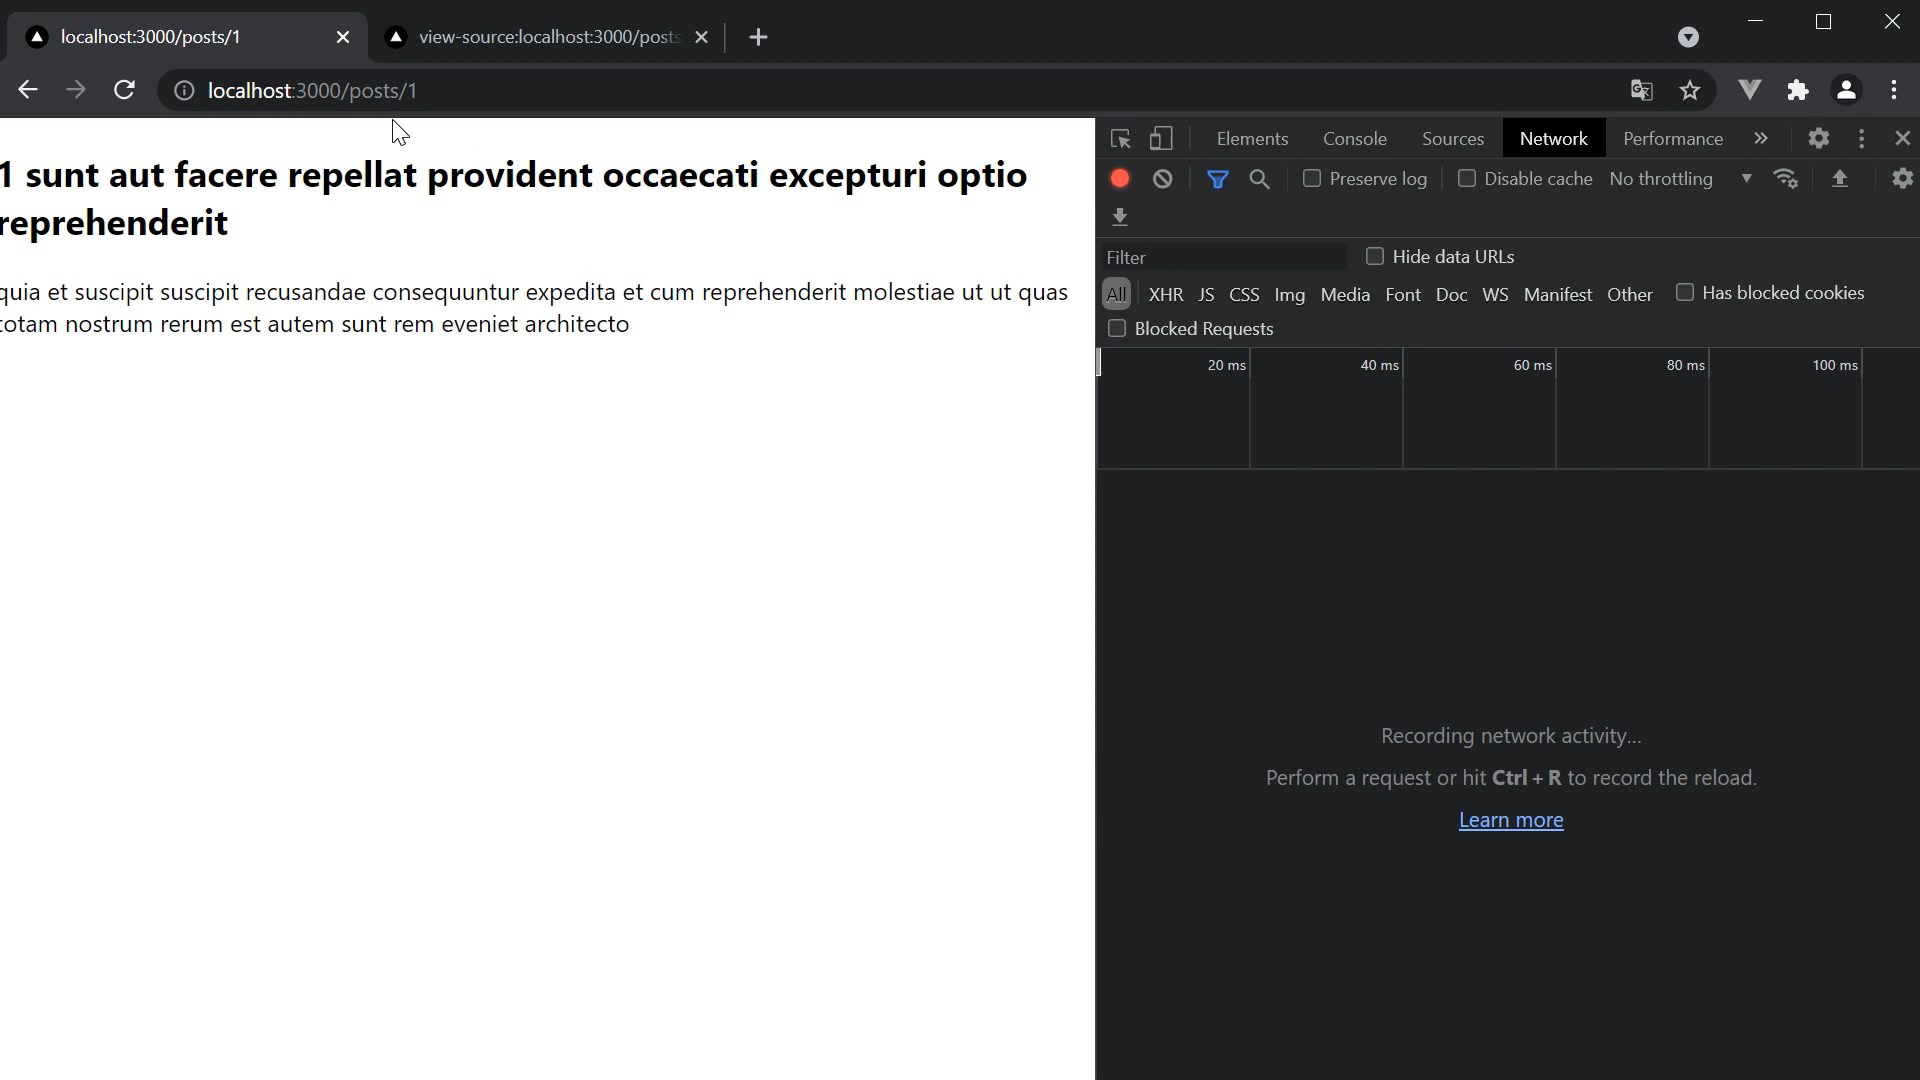 localhost:3000/posts/1
view-source:localhost:3000/posts
localhost:3000/posts/1
1 sunt aut facere repellat provident occaecati excepturi optio
reprehenderit
quia et suscipit suscipit recusandae consequuntur expedita et cum reprehenderit molestiae ut ut quas
totam nostrum rerum est autem sunt rem eveniet architecto
Elements Console Sources Network Performance »
Preserve log Disable cache No throttling
Filter Hide data URLs
All XHR JS CSS Img Media Font Doc WS Manifest Other Has blocked cookies
Blocked Requests
20 ms 40 ms 60 ms 80 ms 100 ms
Recording network activity...
Perform a request or hit Ctrl + R to record the reload.
Learn more